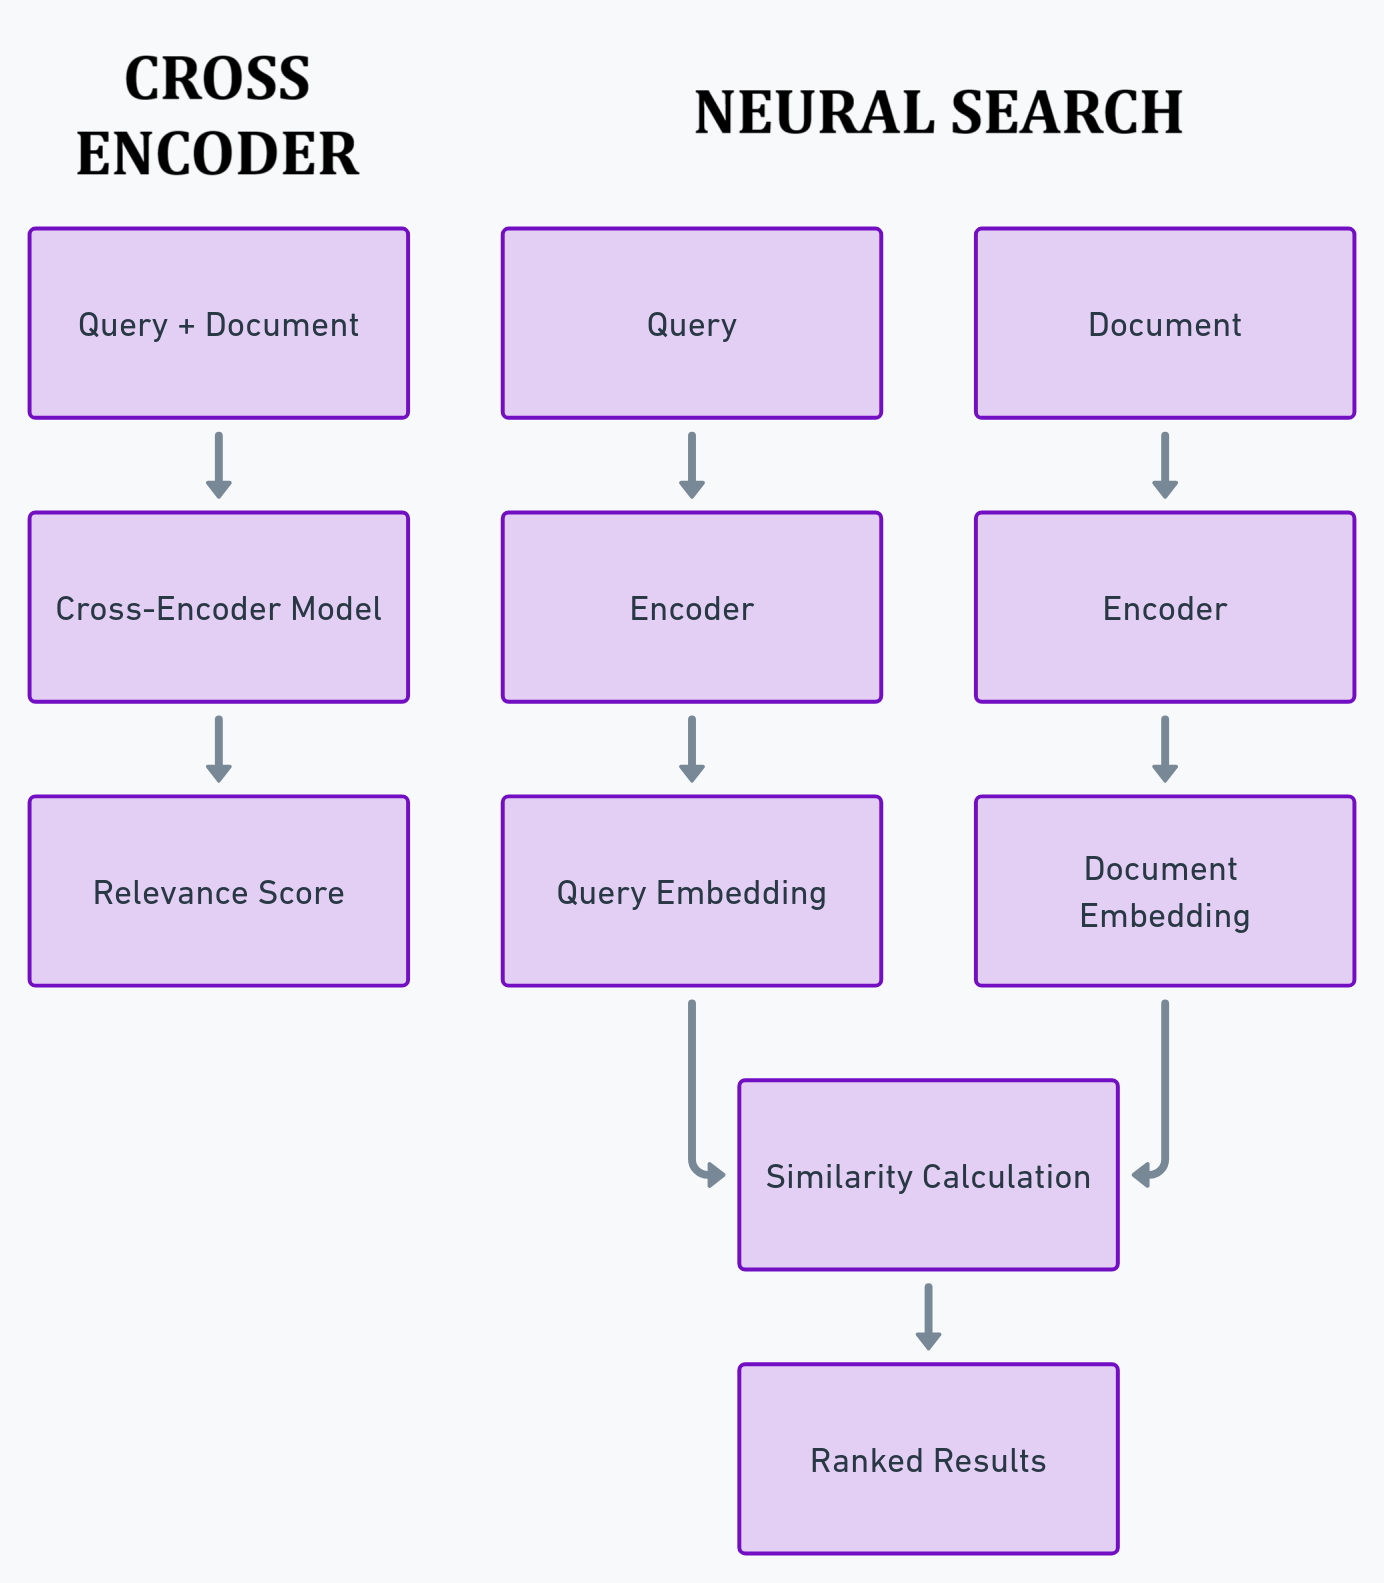 CROSS
ENCODER
NEURAL SEARCH
Query + Document
Query
Document
Cross-Encoder Model
Encoder
Encoder
Relevance Score
Query Embedding
Document
Embedding
Similarity Calculation
Ranked Results